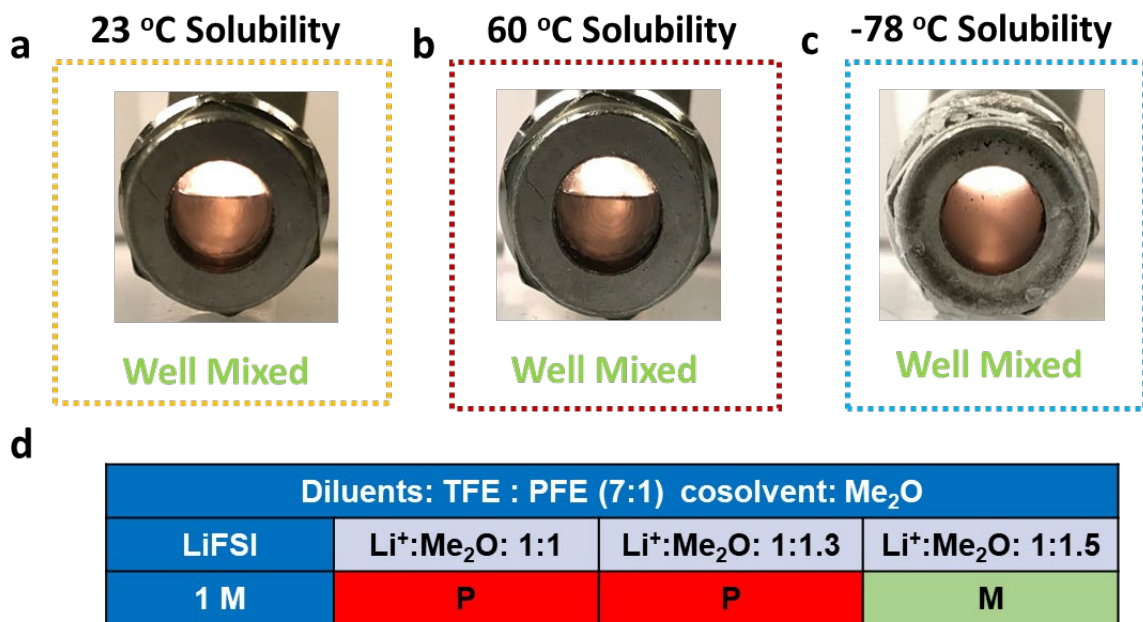 a
23 °C Solubility
Well Mixed
b
60 °C Solubility
Well Mixed
c
-78 °C Solubility
Well Mixed
d
Diluents: TFE : PFE (7:1) cosolvent: Me₂O
LiFSI Li⁺:Me₂O: 1:1 Li⁺:Me₂O: 1:1.3 Li⁺:Me₂O: 1:1.5
1 M P P M